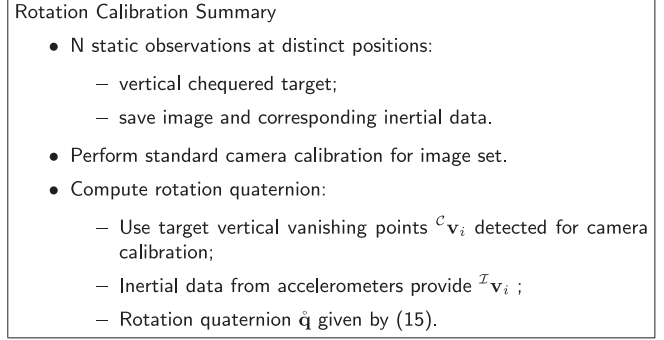 Rotation Calibration Summary
• N static observations at distinct positions:
– vertical chequered target;
– save image and corresponding inertial data.
• Perform standard camera calibration for image set.
• Compute rotation quaternion:
– Use target vertical vanishing points ᶜvᵢ detected for camera
calibration;
– Inertial data from accelerometers provide ᴵvᵢ ;
– Rotation quaternion q̊ given by (15).